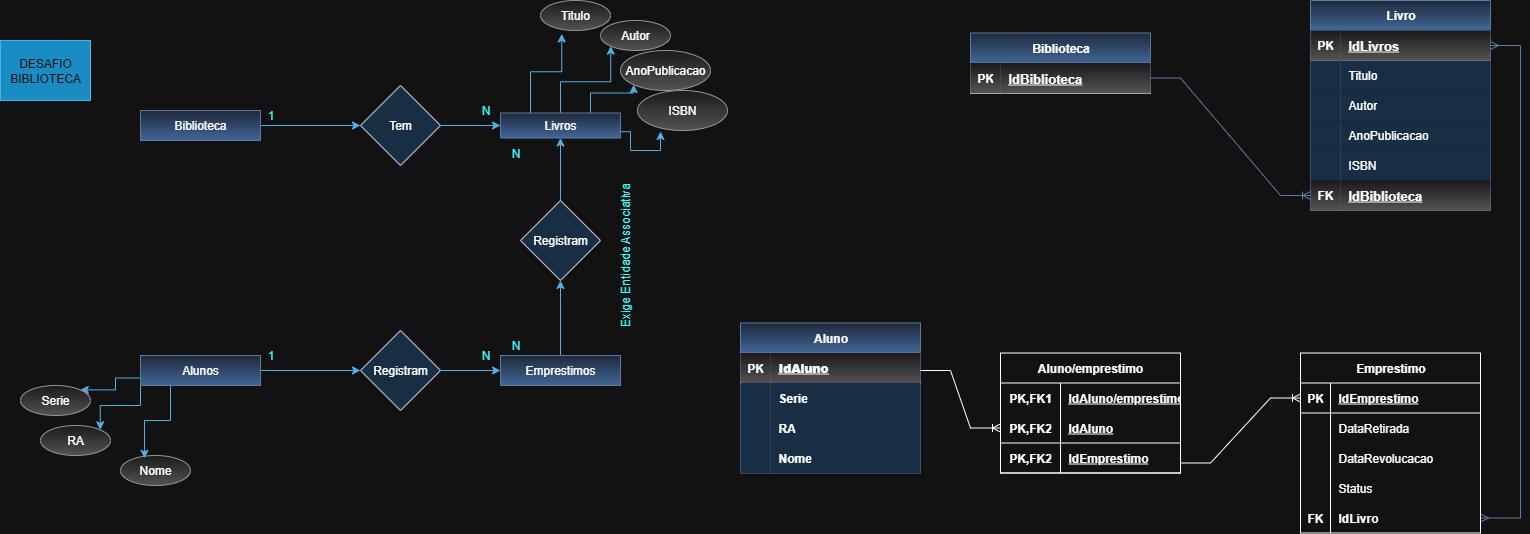 DESAFIO
BIBLIOTECA
Biblioteca
1
Tem
N
Livros
Titulo
Autor
AnoPublicacao
ISBN
N
Registram
Exige Entidade Associativa
N
Alunos
1
Registram
N
Emprestimos
Serie
RA
Nome
Biblioteca
PK IdBiblioteca
Livro
PK IdLivros
Titulo
Autor
AnoPublicacao
ISBN
FK IdBiblioteca
Aluno
PK IdAluno
Serie
RA
Nome
Aluno/emprestimo
PK,FK1 IdAluno/emprestimo
PK,FK2 IdAluno
PK,FK2 IdEmprestimo
Emprestimo
PK IdEmprestimo
DataRetirada
DataRevolucacao
Status
FK IdLivro